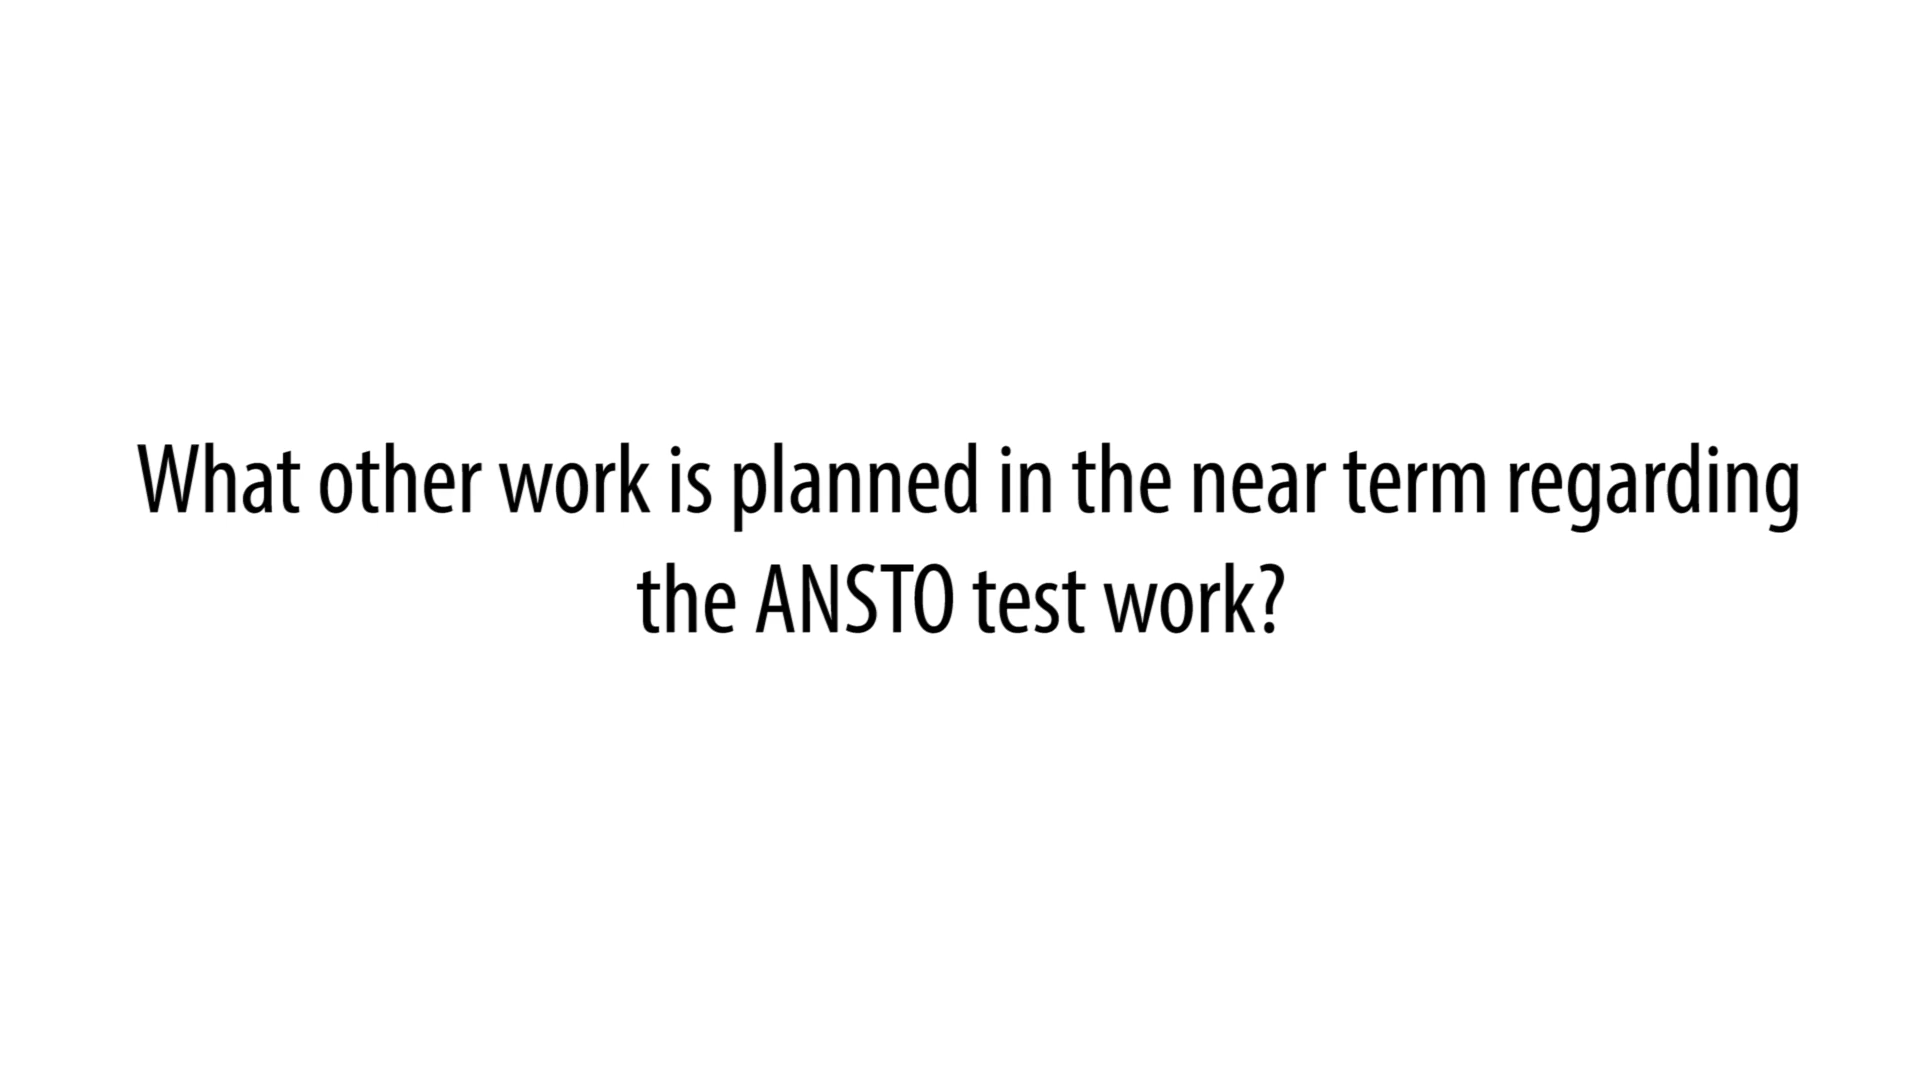 What other work is planned in the near term regarding
the ANSTO test work?